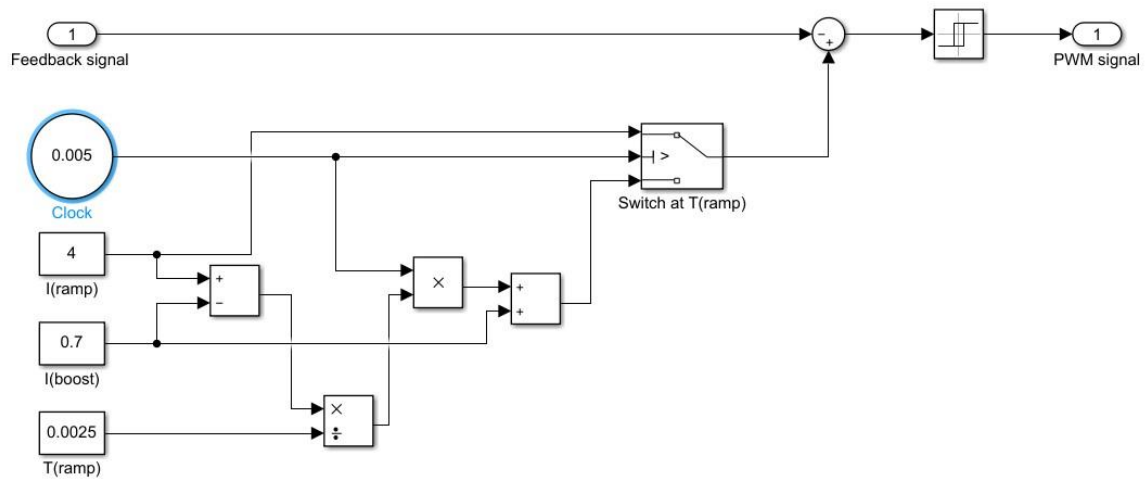 1
Feedback signal
- +
1
PWM signal
0.005
Clock
>
Switch at T(ramp)
4
I(ramp)
+
−
×
+
+
0.7
I(boost)
×
÷
0.0025
T(ramp)